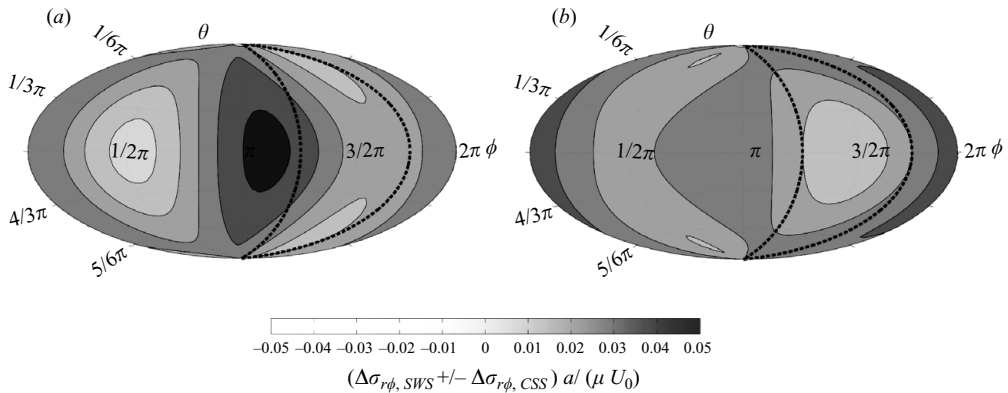 (a)
(b)
θ
θ
1/6π
1/6π
1/3π
1/3π
1/2π
π
3/2π
2π ϕ
1/2π
π
3/2π
2π ϕ
4/3π
4/3π
5/6π
5/6π
−0.05 −0.04 −0.03 −0.02 −0.01 0 0.01 0.02 0.03 0.04 0.05
(Δσrϕ, SWS +/− Δσrϕ, CSS) a/ (μ U0)